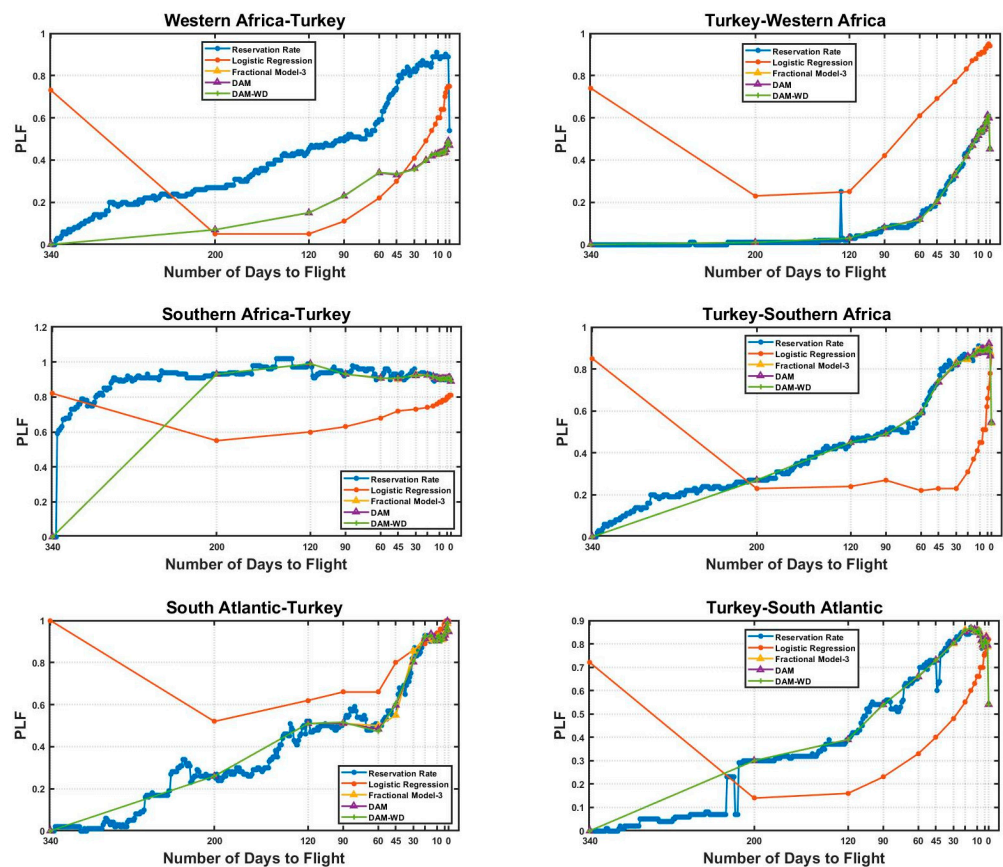 Western Africa-Turkey
PLF
1
0.8
0.6
0.4
0.2
0
Reservation Rate
Logistic Regression
Fractional Model-3
DAM
DAM-WD
340 200 120 90 60 45 30 10 0
Number of Days to Flight
Turkey-Western Africa
PLF
1
0.8
0.6
0.4
0.2
0
Reservation Rate
Logistic Regression
Fractional Model-3
DAM
DAM-WD
340 200 120 90 60 45 30 10 0
Number of Days to Flight
Southern Africa-Turkey
PLF
1.2
1
0.8
0.6
0.4
0.2
0
Reservation Rate
Logistic Regression
Fractional Model-3
DAM
DAM-WD
340 200 120 90 60 45 30 10 0
Number of Days to Flight
Turkey-Southern Africa
PLF
1
0.8
0.6
0.4
0.2
0
Reservation Rate
Logistic Regression
Fractional Model-3
DAM
DAM-WD
340 200 120 90 60 45 30 10 0
Number of Days to Flight
South Atlantic-Turkey
PLF
1
0.8
0.6
0.4
0.2
0
Reservation Rate
Logistic Regression
Fractional Model-3
DAM
DAM-WD
340 200 120 90 60 45 30 10 0
Number of Days to Flight
Turkey-South Atlantic
PLF
0.9
0.8
0.7
0.6
0.5
0.4
0.3
0.2
0.1
0
Reservation Rate
Logistic Regression
Fractional Model-3
DAM
DAM-WD
340 200 120 90 60 45 30 10 0
Number of Days to Flight